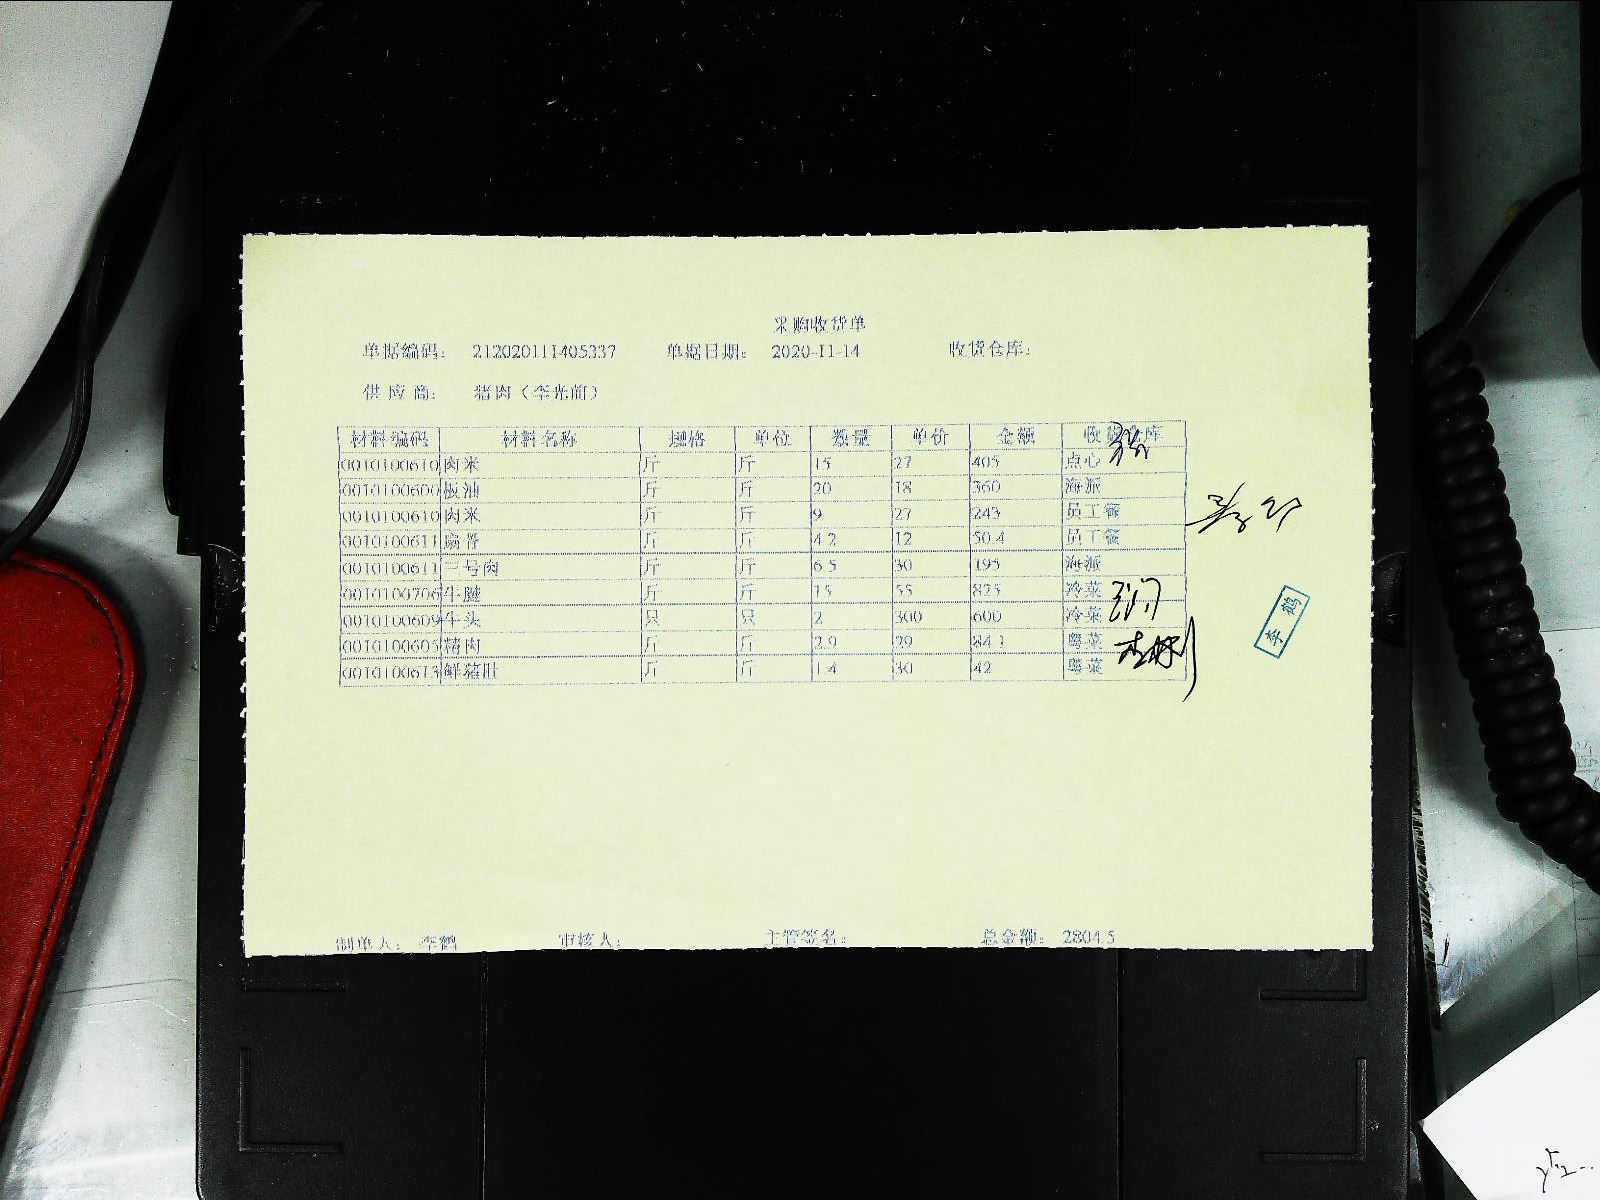 采购收货单
单据编码： 212020111405337 单据日期： 2020-11-14 收货仓库：
供 应 商： 猪肉（李光前）
材料编码 材料名称 规格 单位 数量 单价 金额 收货仓库
0010100610 肉米 斤 斤 15 27 405 点心
0010100600 板油 斤 斤 20 18 360 海派
0010100610 肉米 斤 斤 9 27 243 员工餐
0010100611 扇骨 斤 斤 4.2 12 50.4 员工餐
0010100611 二号肉 斤 斤 6.5 30 195 海派
0010100706 牛腱 斤 斤 15 55 825 冷菜
0010100609 牛头 只 只 2 300 600 冷菜
0010100605 精肉 斤 斤 2.9 29 84.1 粤菜
0010100613 鲜猪肚 斤 斤 1.4 30 42 粤菜
李鹤
制单人： 李鹤 审核人： 主管签名： 总金额： 2804.5